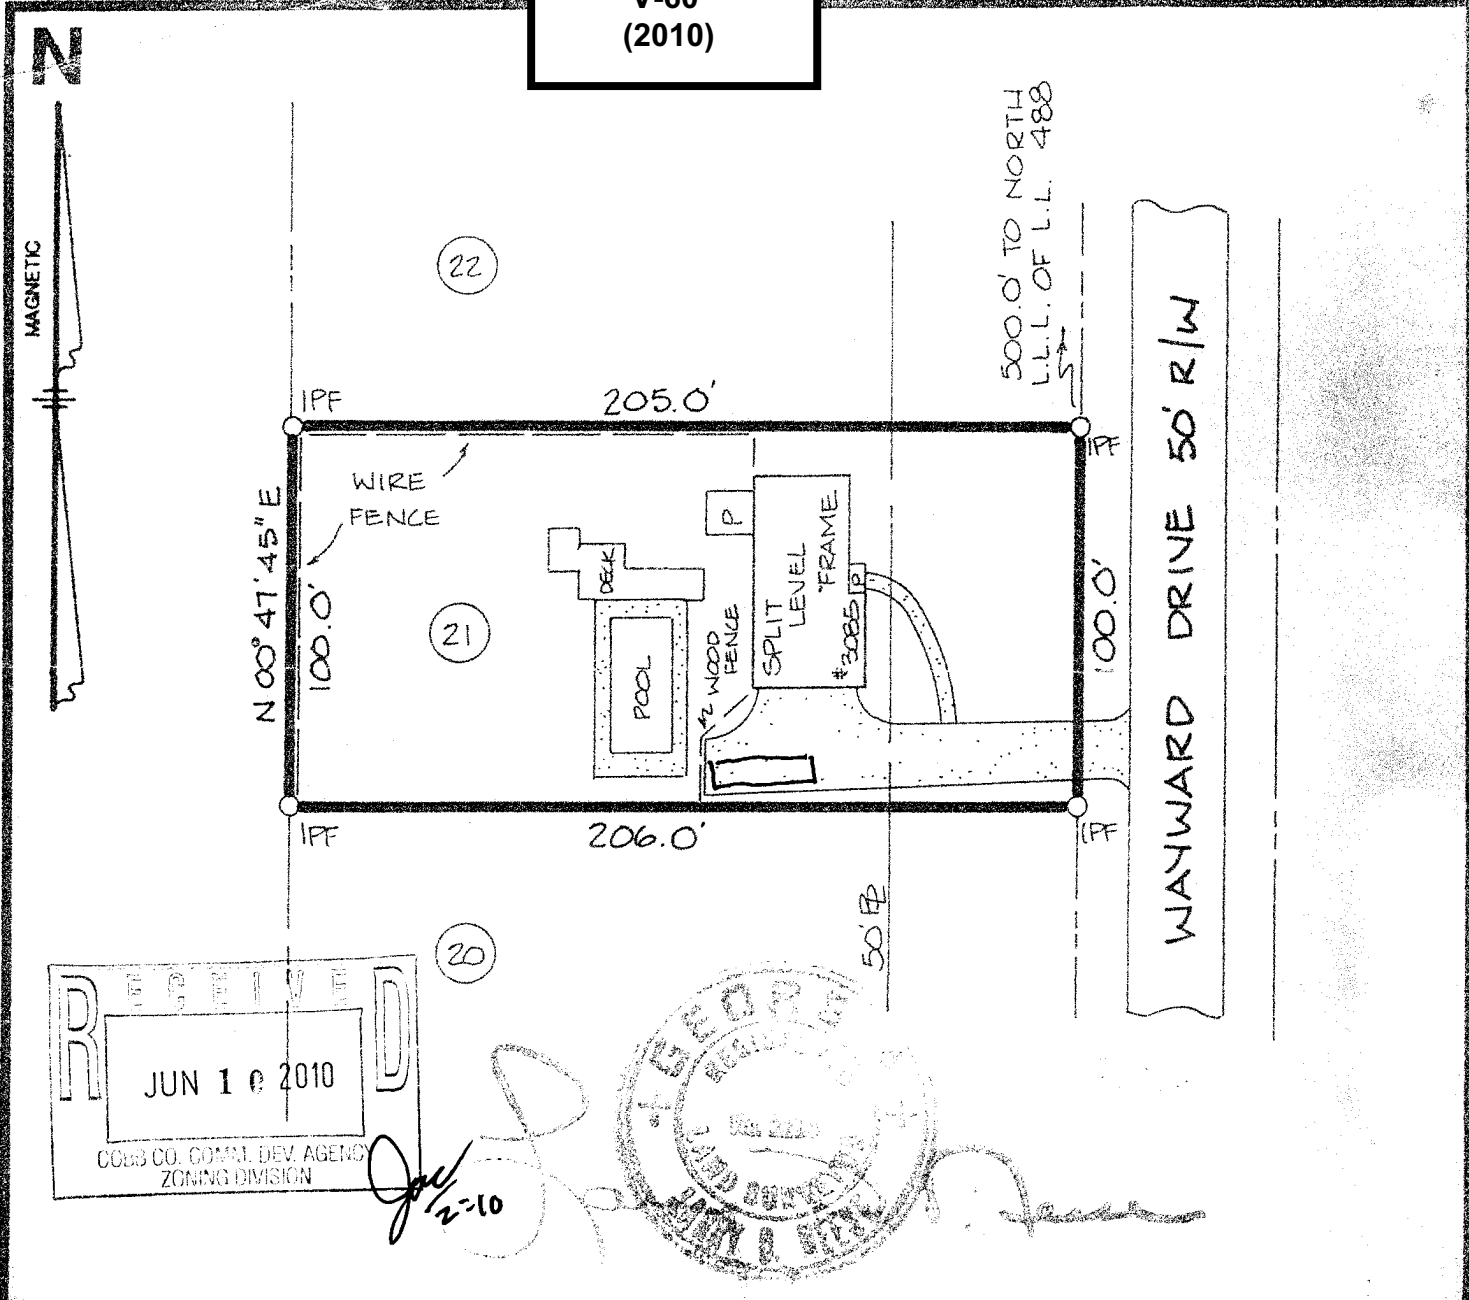 (2010)
N
MAGNETIC
500.0' TO NORTH
L.L.L. OF L.L. 488
22
IPF
205.0'
IPF
WIRE
FENCE
N 00° 47' 45" E
100.0'
21
DECK
POOL
WOOD
FENCE
P
SPLIT
LEVEL
FRAME
#3085
P
100.0'
WAYWARD DRIVE 50' R/W
IPF
206.0'
IPF
50'
20
RECEIVED
JUN 10 2010
COBB CO. COMM. DEV. AGENCY
ZONING DIVISION
2-10
LAND SURVEYOR